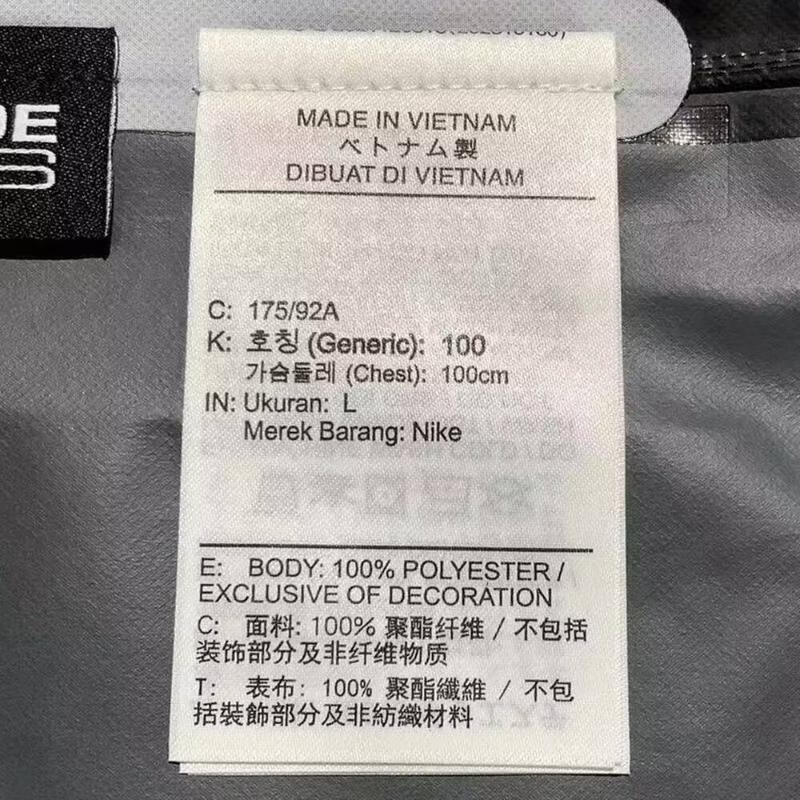 MADE IN VIETNAM
ベトナム製
DIBUAT DI VIETNAM
C: 175/92A
K: 호칭 (Generic): 100
가슴둘레 (Chest): 100cm
IN: Ukuran: L
Merek Barang: Nike
E: BODY: 100% POLYESTER /
EXCLUSIVE OF DECORATION
C: 面料: 100% 聚酯纤维 / 不包括
装饰部分及非纤维物质
T: 表布: 100% 聚酯纖維 / 不包
括裝飾部分及非紡織材料